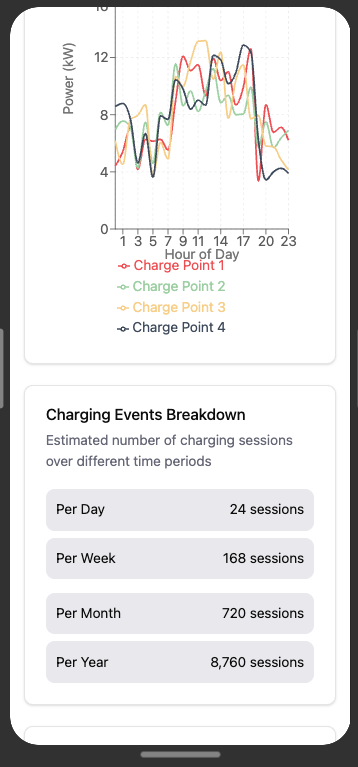 16
12
Power (kW)
8
4
0
1 3 5 7 9 11 14 17 20 23
Hour of Day
Charge Point 1
Charge Point 2
Charge Point 3
Charge Point 4
Charging Events Breakdown
Estimated number of charging sessions
over different time periods
Per Day 24 sessions
Per Week 168 sessions
Per Month 720 sessions
Per Year 8,760 sessions